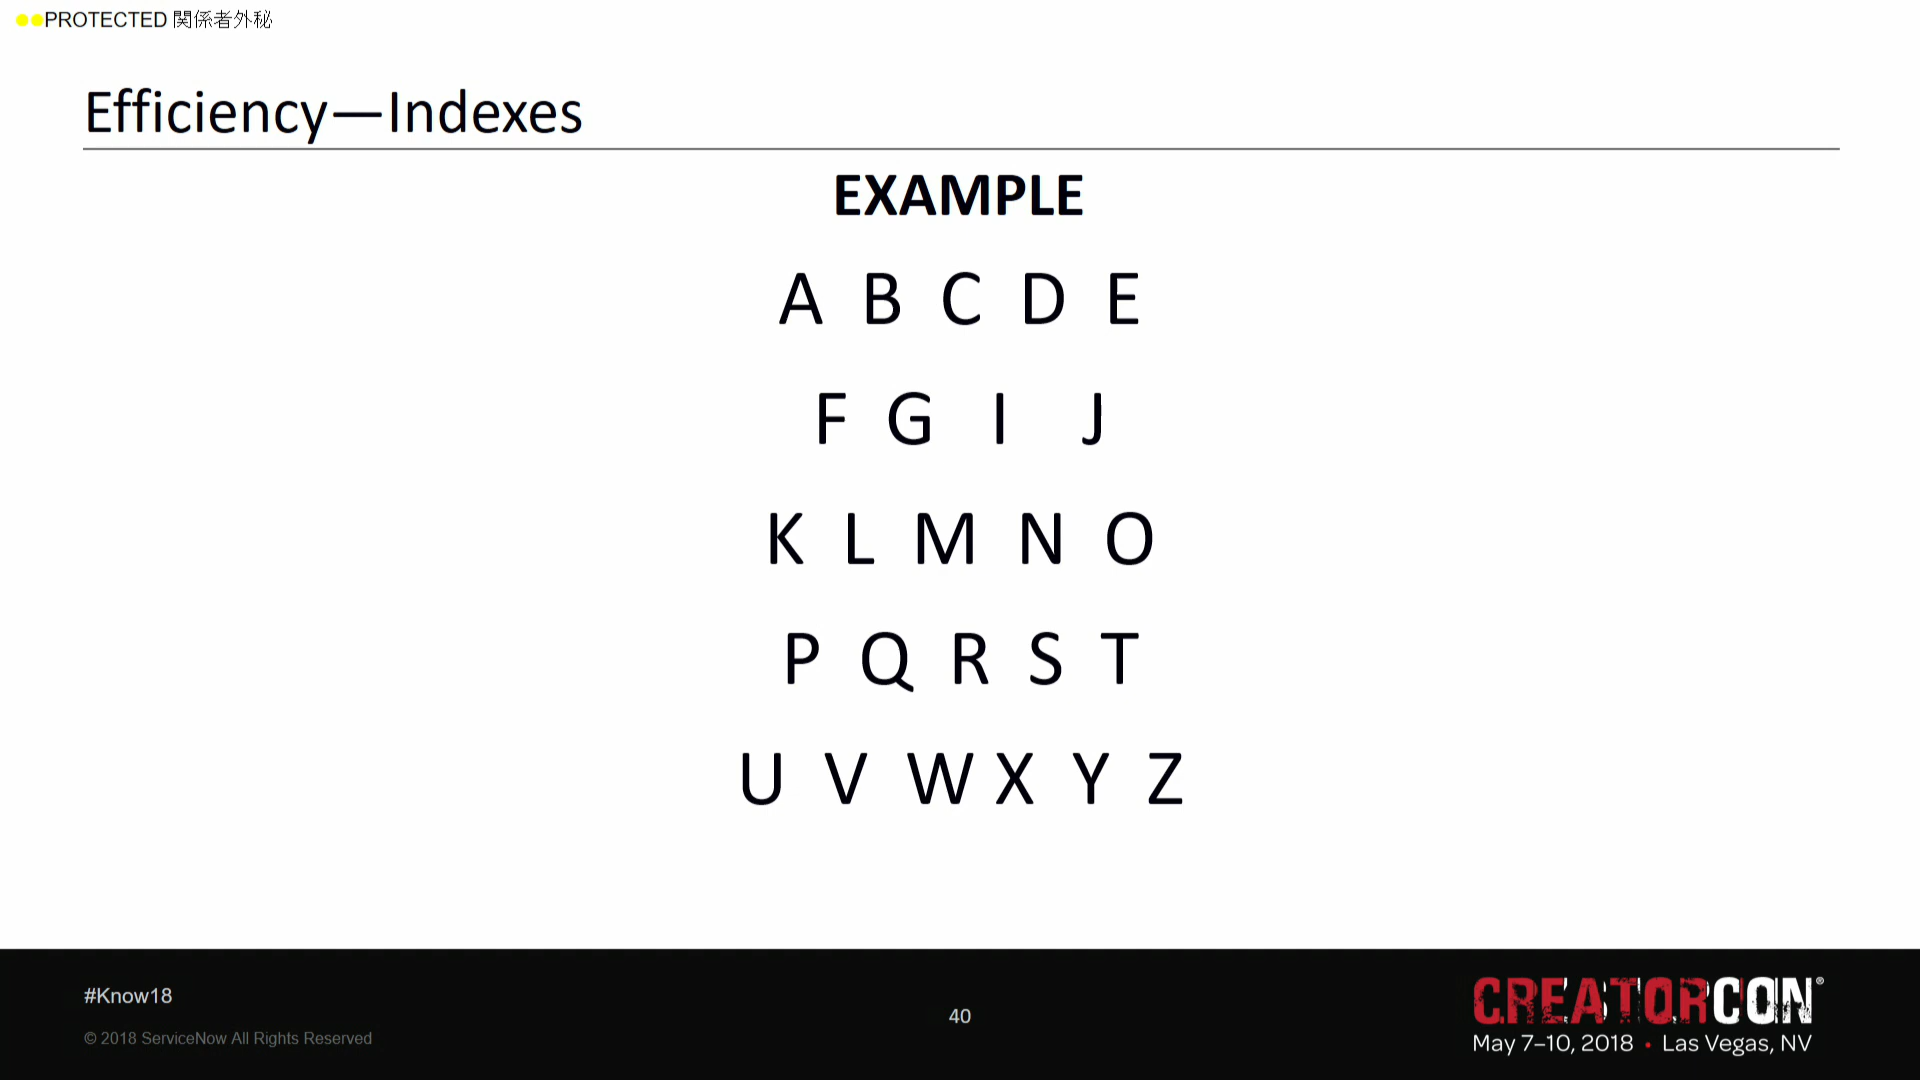 PROTECTED 関係者外秘
Efficiency—Indexes
EXAMPLE
A B C D E
F G I J
K L M N O
P Q R S T
U V W X Y Z
#Know18
40
© 2018 ServiceNow All Rights Reserved
CREATORCON®
May 7–10, 2018 • Las Vegas, NV